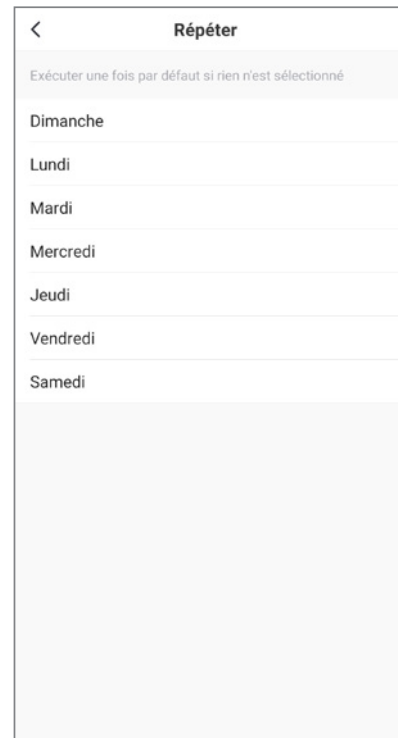 Répéter
Exécuter une fois par défaut si rien n'est sélectionné
Dimanche
Lundi
Mardi
Mercredi
Jeudi
Vendredi
Samedi